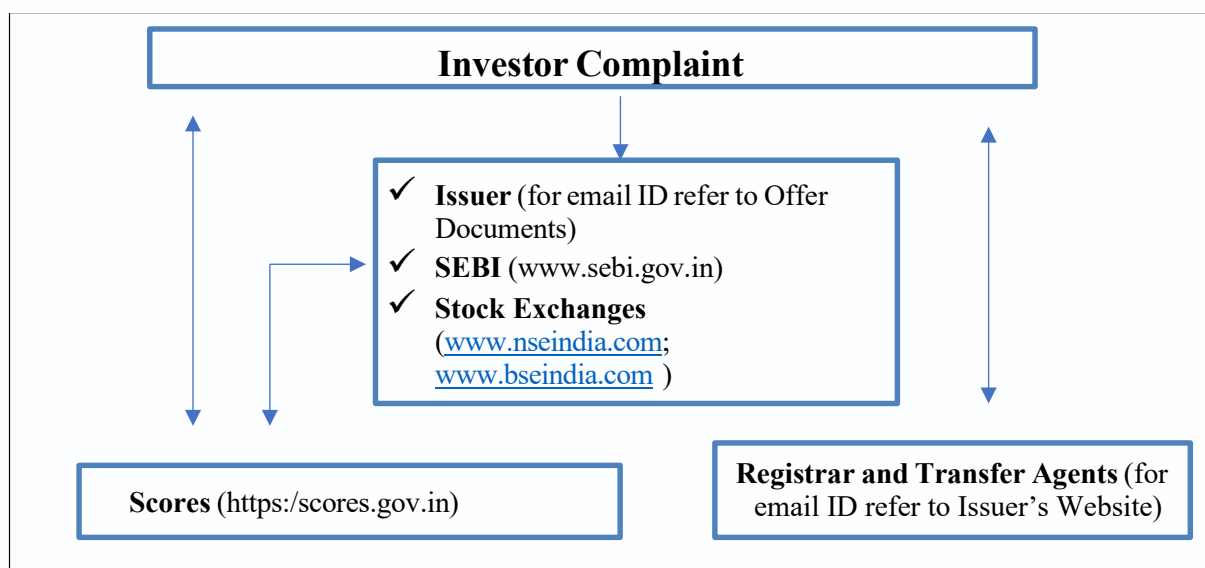 Investor Complaint
✓ Issuer (for email ID refer to Offer
Documents)
✓ SEBI (www.sebi.gov.in)
✓ Stock Exchanges
(www.nseindia.com;
www.bseindia.com )
Scores (https:/scores.gov.in)
Registrar and Transfer Agents (for
email ID refer to Issuer’s Website)